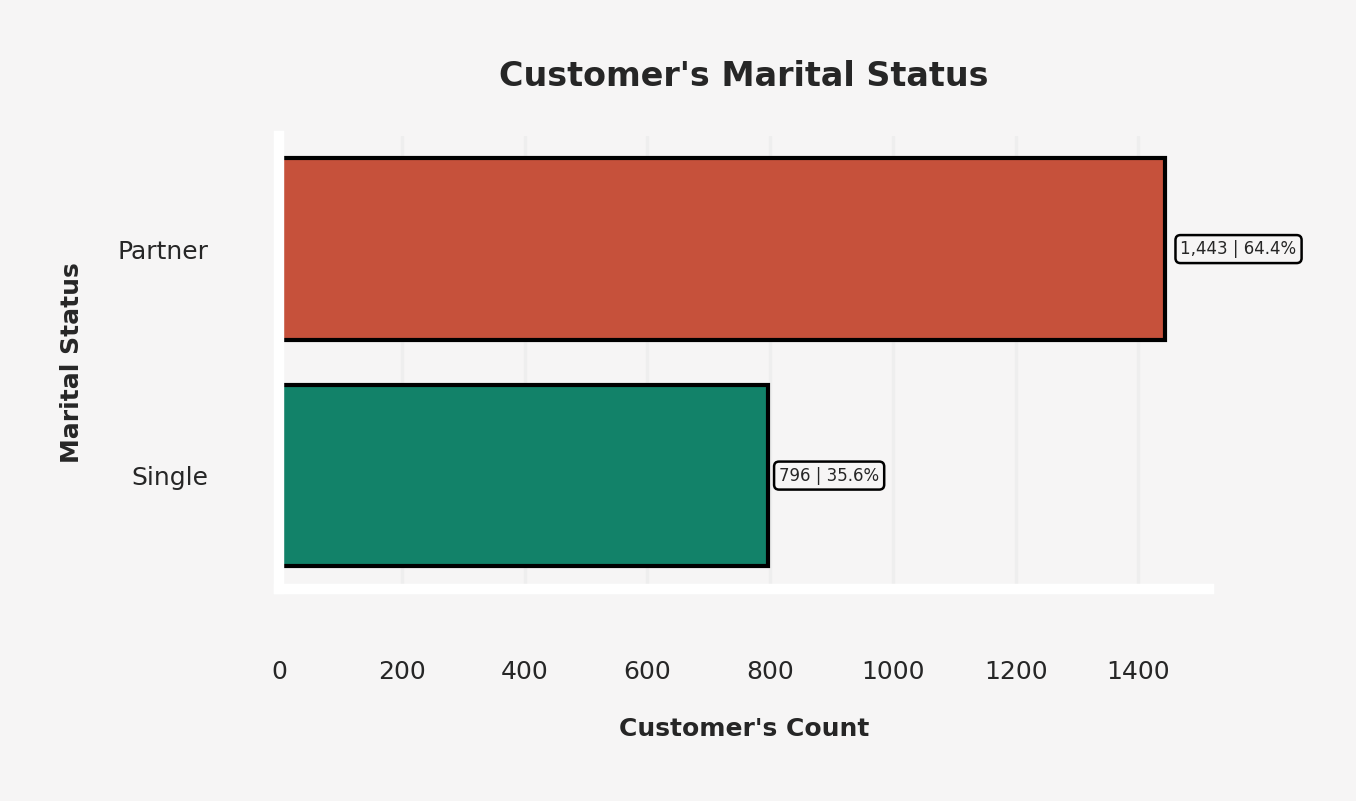 Customer's Marital Status
Marital Status
Partner
1,443 | 64.4%
Single
796 | 35.6%
0 200 400 600 800 1000 1200 1400
Customer's Count